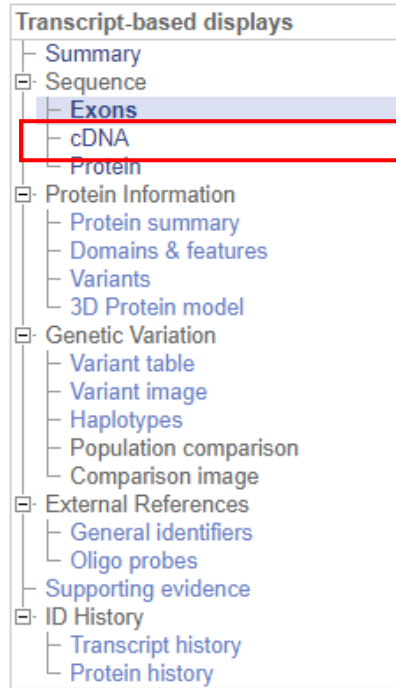 Transcript-based displays
Summary
Sequence
Exons
cDNA
Protein
Protein Information
Protein summary
Domains & features
Variants
3D Protein model
Genetic Variation
Variant table
Variant image
Haplotypes
Population comparison
Comparison image
External References
General identifiers
Oligo probes
Supporting evidence
ID History
Transcript history
Protein history